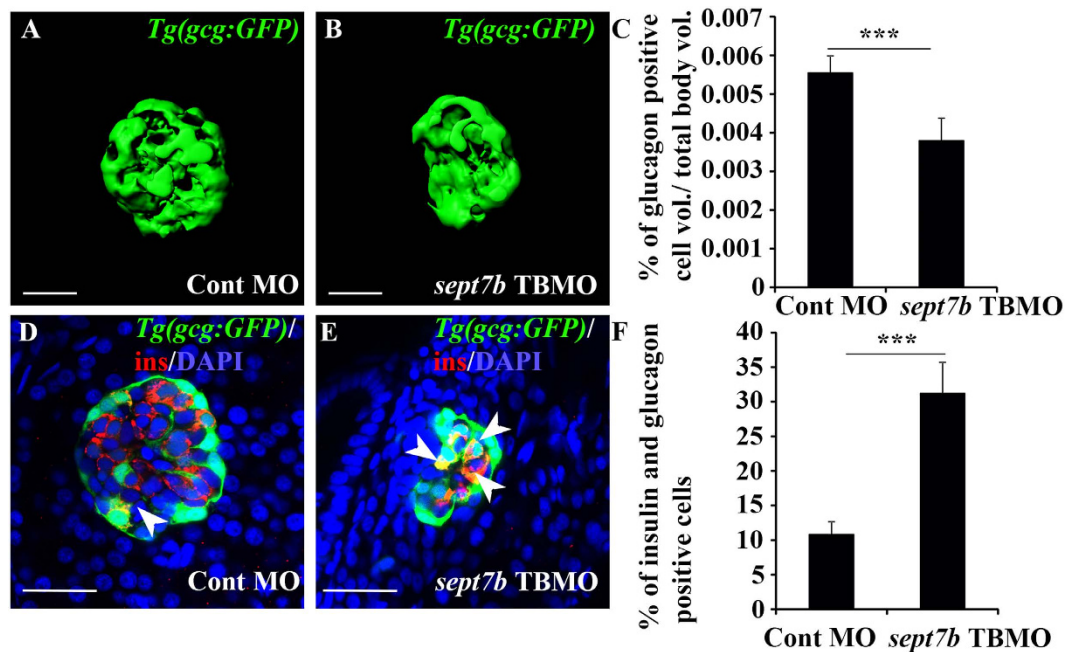 A
Tg(gcg:GFP)
Cont MO
B
Tg(gcg:GFP)
sept7b TBMO
C
% of glucagon positive
cell vol./ total body vol.
***
0.007
0.006
0.005
0.004
0.003
0.002
0.001
0
Cont MO
sept7b TBMO
D
Tg(gcg:GFP)/
ins/DAPI
Cont MO
E
Tg(gcg:GFP)/
ins/DAPI
sept7b TBMO
F
% of insulin and glucagon
positive cells
***
40
35
30
25
20
15
10
5
0
Cont MO
sept7b TBMO